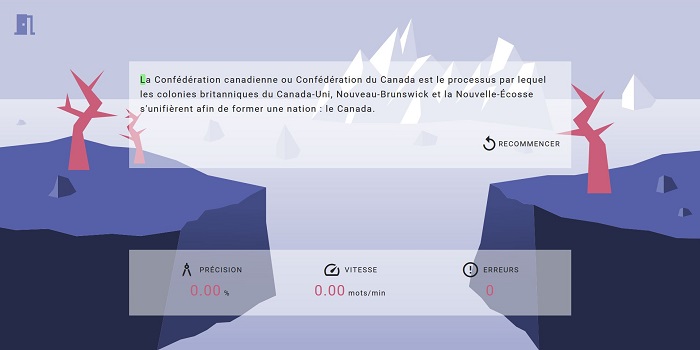 La Confédération canadienne ou Confédération du Canada est le processus par lequel
les colonies britanniques du Canada-Uni, Nouveau-Brunswick et la Nouvelle-Écosse
s'unifièrent afin de former une nation : le Canada.
RECOMMENCER
PRÉCISION VITESSE ERREURS
0.00 % 0.00 mots/min 0